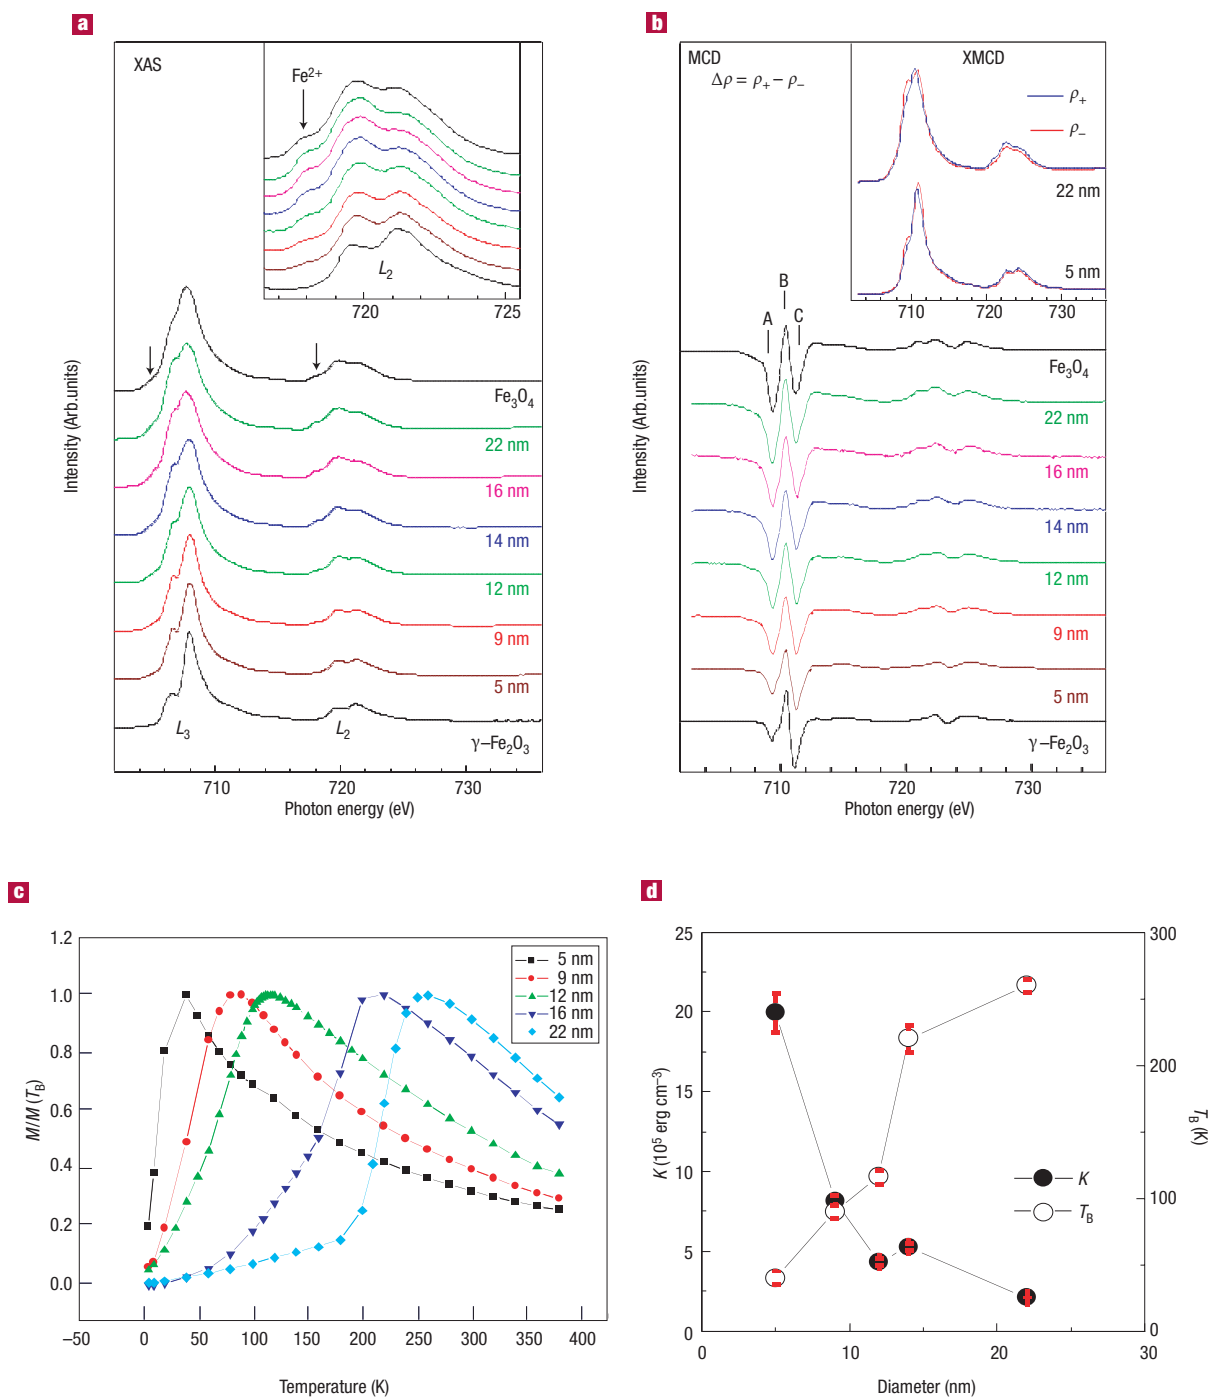 a
XAS
Fe2+
L2
720
725
Fe3O4
22 nm
16 nm
14 nm
12 nm
9 nm
5 nm
L3
L2
γ–Fe2O3
710
720
730
Photon energy (eV)
Intensity (Arb.units)
b
MCD
Δρ = ρ+ – ρ–
XMCD
ρ+
ρ–
22 nm
5 nm
710
720
730
A
B
C
Fe3O4
22 nm
16 nm
14 nm
12 nm
9 nm
5 nm
γ–Fe2O3
710
720
730
Photon energy (eV)
Intensity (Arb.units)
c
1.2
1.0
0.8
0.6
0.4
0.2
0.0
M/M (TB)
5 nm
9 nm
12 nm
16 nm
22 nm
–50
0
50
100
150
200
250
300
350
400
Temperature (K)
d
25
20
15
10
5
0
K (10⁵ erg cm⁻³)
300
200
100
0
TB (K)
K
TB
0
10
20
30
Diameter (nm)